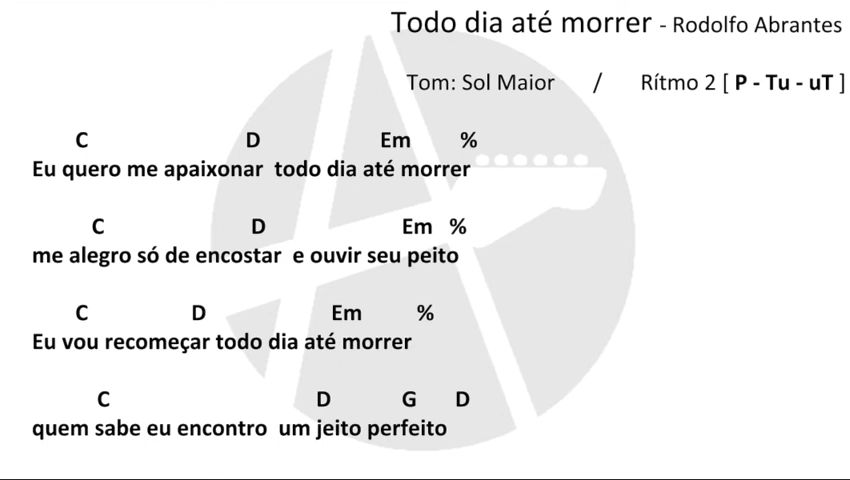 Todo dia até morrer - Rodolfo Abrantes
Tom: Sol Maior / Rítmo 2 [ P - Tu - uT ]
C D Em %
Eu quero me apaixonar todo dia até morrer
C D Em %
me alegro só de encostar e ouvir seu peito
C D Em %
Eu vou recomeçar todo dia até morrer
C D G D
quem sabe eu encontro um jeito perfeito